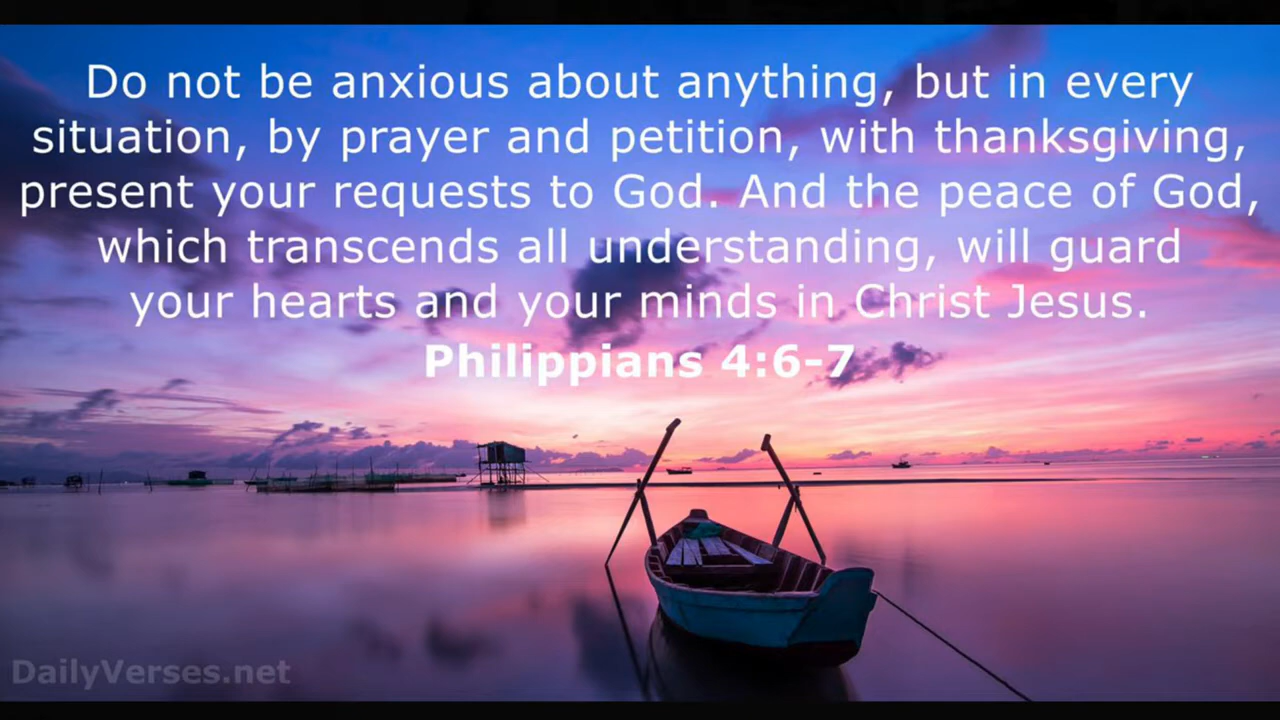 Do not be anxious about anything, but in every
situation, by prayer and petition, with thanksgiving,
present your requests to God. And the peace of God,
which transcends all understanding, will guard
your hearts and your minds in Christ Jesus.
Philippians 4:6-7
DailyVerses.net